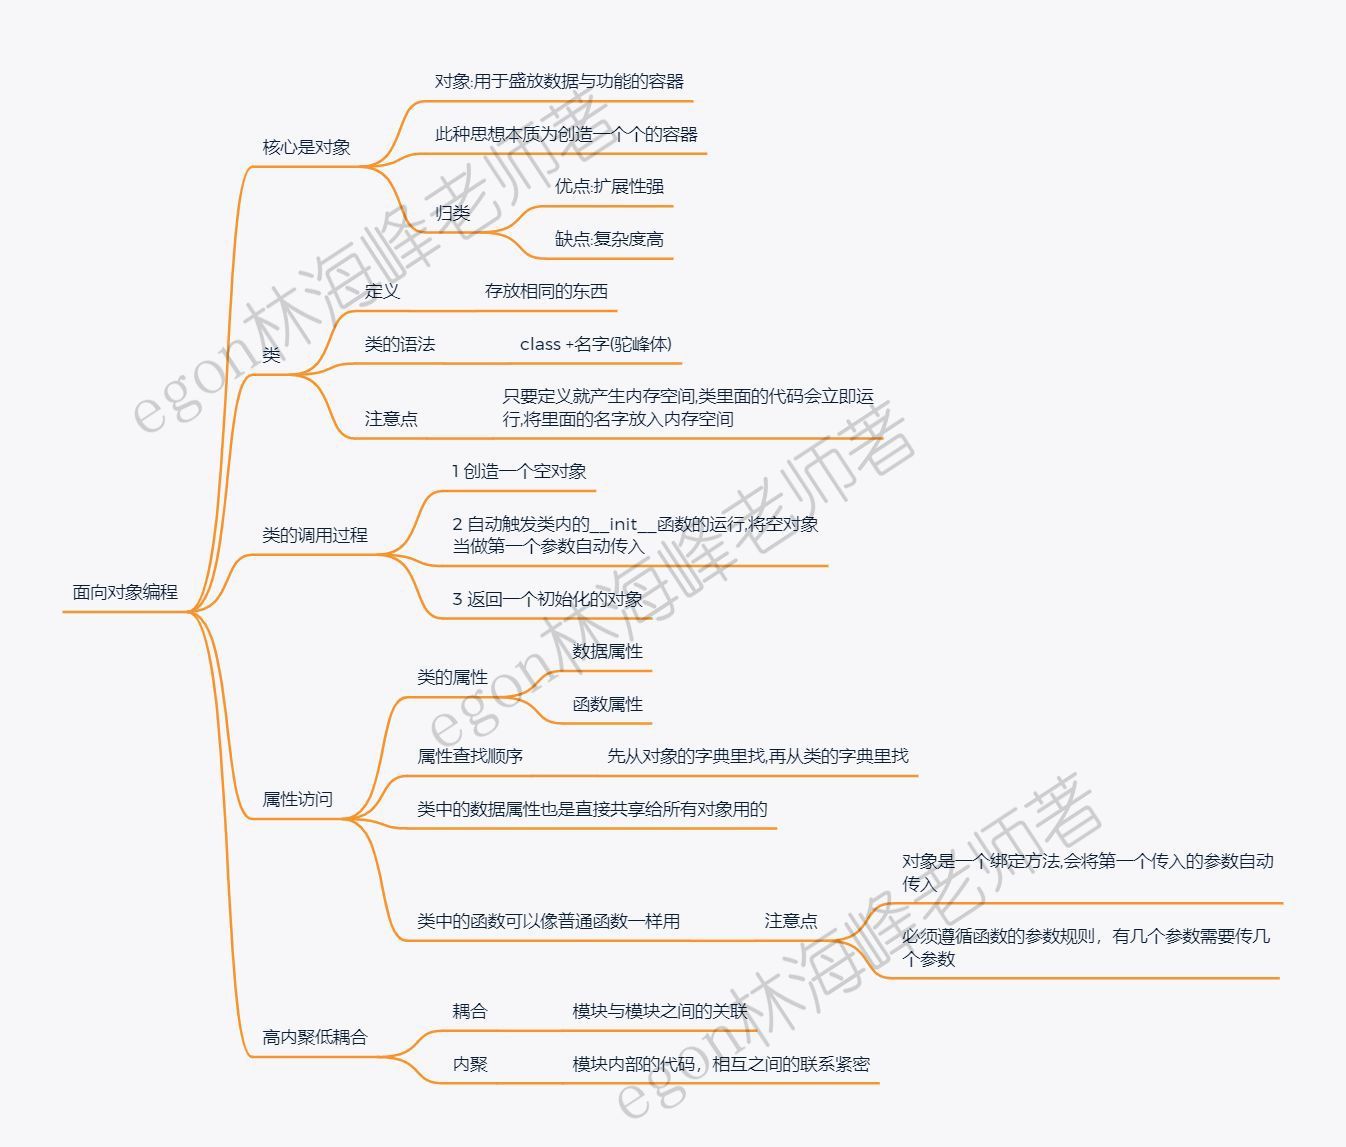 对象:用于盛放数据与功能的容器
此种思想本质为创造一个个的容器
核心是对象
优点:扩展性强
归类
缺点:复杂度高
定义
存放相同的东西
类的语法
class +名字(驼峰体)
类
只要定义就产生内存空间,类里面的代码会立即运
行,将里面的名字放入内存空间
注意点
1 创造一个空对象
2 自动触发类内的__init__函数的运行,将空对象
当做第一个参数自动传入
类的调用过程
3 返回一个初始化的对象
面向对象编程
数据属性
类的属性
函数属性
属性查找顺序
先从对象的字典里找,再从类的字典里找
属性访问
类中的数据属性也是直接共享给所有对象用的
对象是一个绑定方法,会将第一个传入的参数自动
传入
类中的函数可以像普通函数一样用
注意点
必须遵循函数的参数规则，有几个参数需要传几
个参数
耦合
模块与模块之间的关联
高内聚低耦合
内聚
模块内部的代码，相互之间的联系紧密
egon林海峰老师著
egon林海峰老师著
egon林海峰老师著